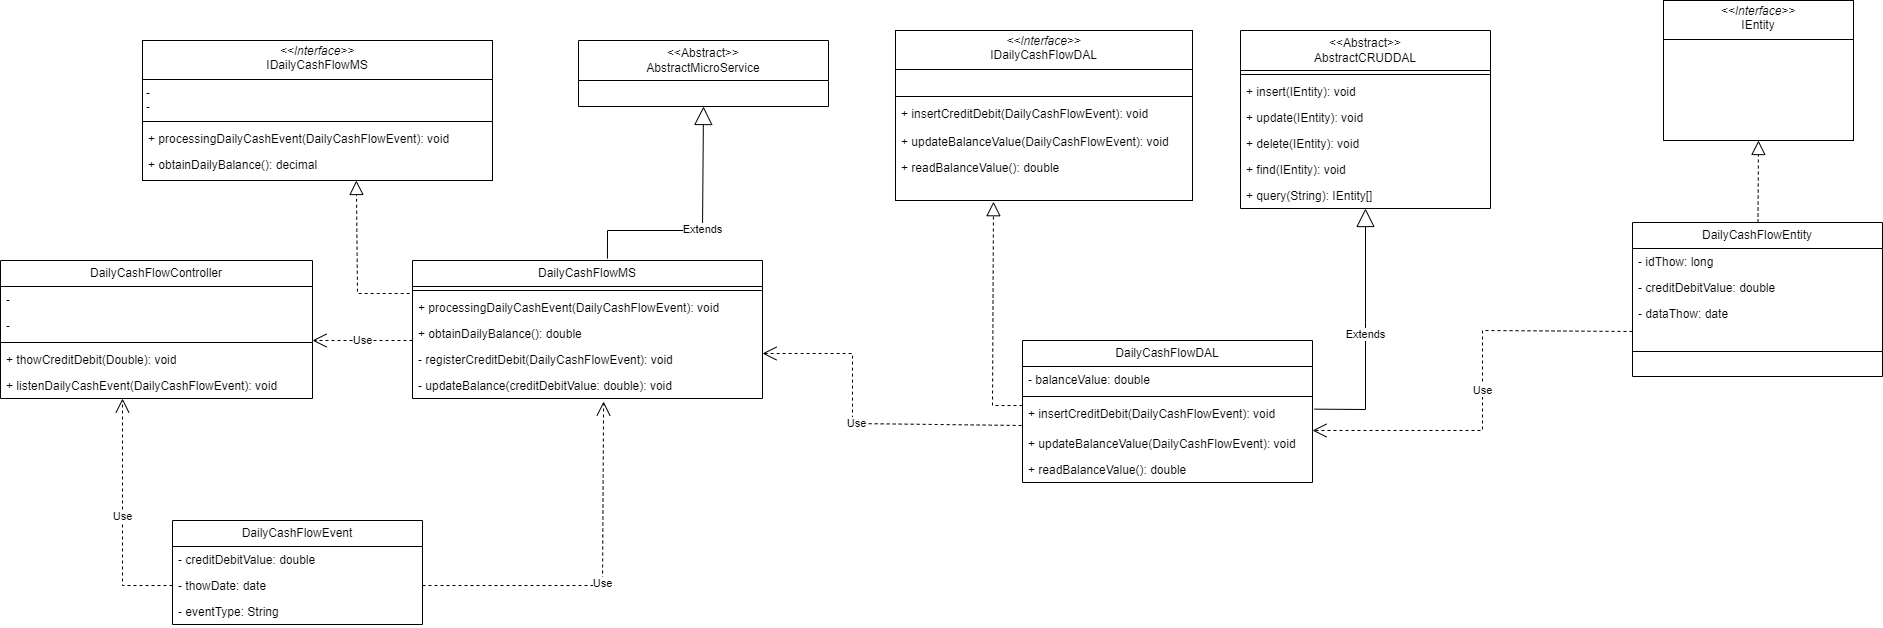 <<Interface>>
IDailyCashFlowMS
-
-
+ processingDailyCashEvent(DailyCashFlowEvent): void
+ obtainDailyBalance(): decimal
<<Abstract>>
AbstractMicroService
<<Interface>>
IDailyCashFlowDAL
+ insertCreditDebit(DailyCashFlowEvent): void
+ updateBalanceValue(DailyCashFlowEvent): void
+ readBalanceValue(): double
<<Abstract>>
AbstractCRUDDAL
+ insert(IEntity): void
+ update(IEntity): void
+ delete(IEntity): void
+ find(IEntity): void
+ query(String): IEntity[]
<<Interface>>
IEntity
Extends
DailyCashFlowController
-
-
+ thowCreditDebit(Double): void
+ listenDailyCashEvent(DailyCashFlowEvent): void
Use
DailyCashFlowMS
+ processingDailyCashEvent(DailyCashFlowEvent): void
+ obtainDailyBalance(): double
- registerCreditDebit(DailyCashFlowEvent): void
- updateBalance(creditDebitValue: double): void
Use
DailyCashFlowDAL
- balanceValue: double
+ insertCreditDebit(DailyCashFlowEvent): void
+ updateBalanceValue(DailyCashFlowEvent): void
+ readBalanceValue(): double
Extends
Use
DailyCashFlowEntity
- idThow: long
- creditDebitValue: double
- dataThow: date
Use
DailyCashFlowEvent
- creditDebitValue: double
- thowDate: date
- eventType: String
Use